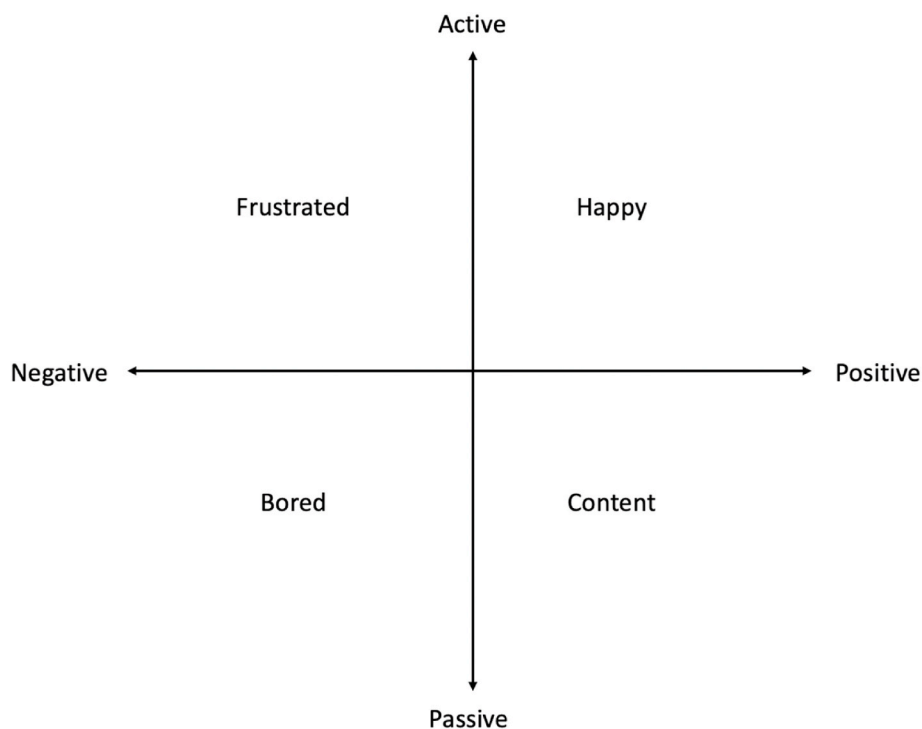 Active
Frustrated
Happy
Negative
Positive
Bored
Content
Passive